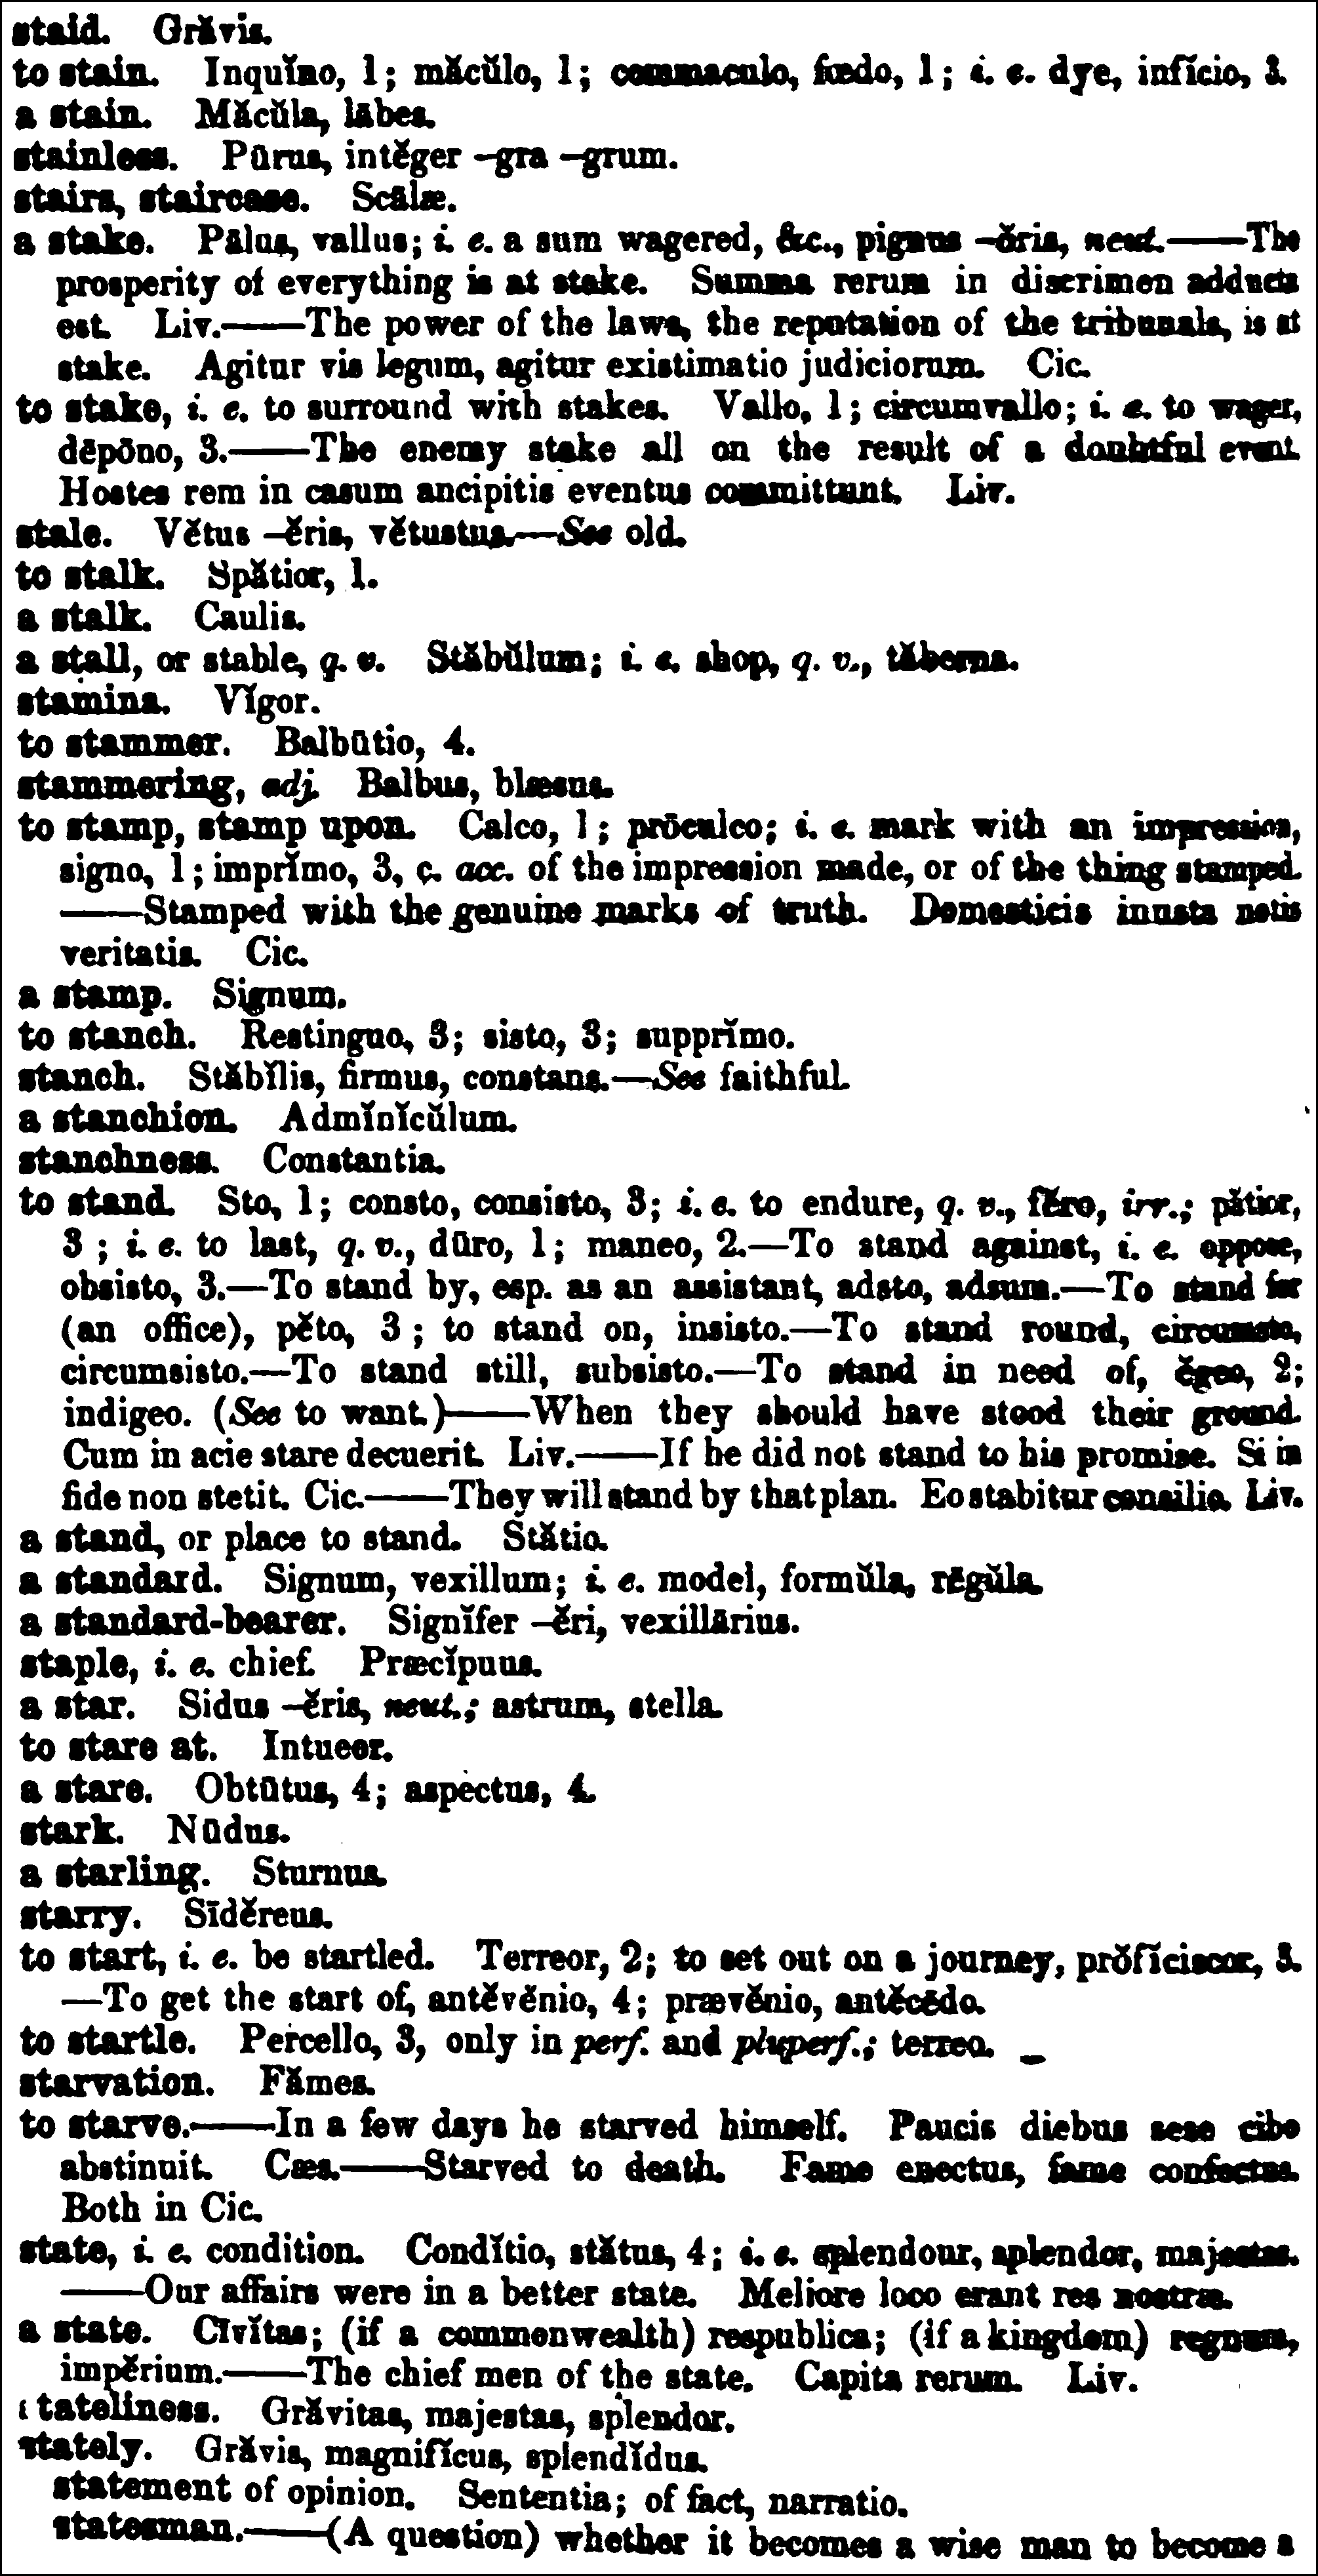 staid. Grăvis.
to stain. Inquĭno, 1; măcŭlo, 1; commaculo, fœdo, 1; i. e. dye, infĭcio, 3.
a stain. Măcŭla, lābes.
stainless. Pūrus, intĕger –gra –grum.
stairs, staircase. Scālæ.
a stake. Pālus, vallus; i. e. a sum wagered, &c., pignus –ŏris, neut.——The
prosperity of everything is at stake. Summa rerum in discrimen adducta
est. Liv.——The power of the laws, the reputation of the tribunals, is at
stake. Agitur vis legum, agitur existimatio judiciorum. Cic.
to stake, i. e. to surround with stakes. Vallo, 1; circumvallo; i. e. to wager,
dēpōno, 3.——The enemy stake all on the result of a doubtful event.
Hostes rem in casum ancipitis eventus committunt. Liv.
stale. Vĕtus –ĕris, vĕtustus.—See old.
to stalk. Spătior, 1.
a stalk. Caulis.
a stall, or stable, q. v. Stăbŭlum; i. e. shop, q. v., tăberna.
stamina. Vĭgor.
to stammer. Balbūtio, 4.
stammering, adj. Balbus, blæsus.
to stamp, stamp upon. Calco, 1; prōculco; i. e. mark with an impression,
signo, 1; imprĭmo, 3, c. acc. of the impression made, or of the thing stamped.
——Stamped with the genuine marks of truth. Domesticis inusta notis
veritatis. Cic.
a stamp. Signum.
to stanch. Restinguo, 3; sisto, 3; supprĭmo.
stanch. Stăbĭlis, firmus, constans.—See faithful.
a stanchion. Admĭnĭcŭlum.
stanchness. Constantia.
to stand. Sto, 1; consto, consisto, 3; i. e. to endure, q. v., fĕro, irr.; pătior,
3; i. e. to last, q. v., dūro, 1; maneo, 2.—To stand against, i. e. oppose,
obsisto, 3.—To stand by, esp. as an assistant, adsto, adsum.—To stand for
(an office), pĕto, 3; to stand on, insisto.—To stand round, circumsto,
circumsisto.—To stand still, subsisto.—To stand in need of, ĕgeo, 2;
indigeo. (See to want.)——When they should have stood their ground.
Cum in acie stare decuerit. Liv.——If he did not stand to his promise. Si in
fide non stetit. Cic.——They will stand by that plan. Eo stabitur consilio. Liv.
a stand, or place to stand. Stătio.
a standard. Signum, vexillum; i. e. model, formŭla, rēgŭla.
a standard-bearer. Signĭfer –ĕri, vexillārius.
staple, i. e. chief. Præcĭpuus.
a star. Sidus –ĕris, neut.; astrum, stella.
to stare at. Intueor.
a stare. Obtūtus, 4; aspectus, 4.
stark. Nūdus.
a starling. Sturnus.
starry. Sīdĕreus.
to start, i. e. be startled. Terreor, 2; to set out on a journey, prŏfĭciscor, 3.
—To get the start of, antĕvĕnio, 4; prævĕnio, antĕcēdo.
to startle. Percello, 3, only in perf. and pluperf.; terreo.
starvation. Fămes.
to starve.——In a few days he starved himself. Paucis diebus sese cibo
abstinuit. Cæs.——Starved to death. Fame enectus, fame confectus.
Both in Cic.
state, i. e. condition. Condĭtio, stătus, 4; i. e. splendour, splendor, majestas.
——Our affairs were in a better state. Meliore loco erant res nostræ.
a state. Cīvĭtas; (if a commonwealth) respublica; (if a kingdom) regnum,
impĕrium.——The chief men of the state. Capita rerum. Liv.
tateliness. Grăvitas, majestas, splendor.
stately. Grăvis, magnifĭcus, splendĭdus.
statement of opinion. Sententia; of fact, narratio.
statesman.——(A question) whether it becomes a wise man to become a